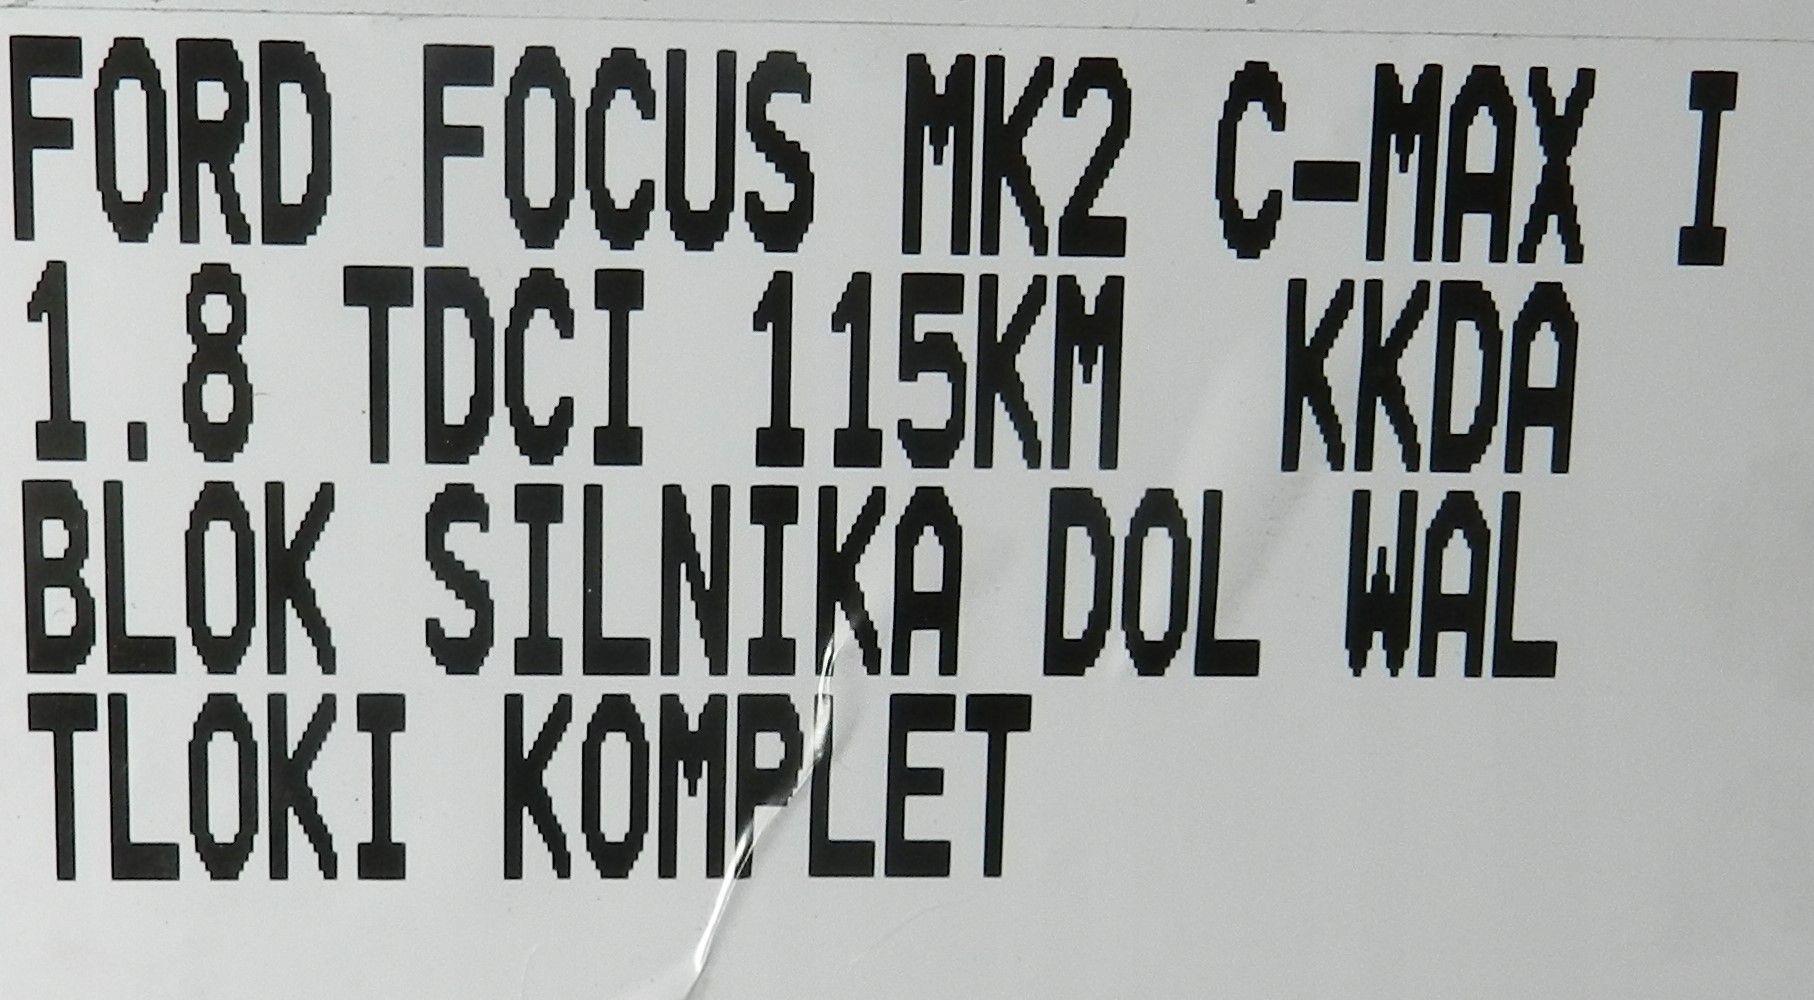 FORD FOCUS MK2 C-MAX I
1.8 TDCI 115KM KKDA
BLOK SILNIKA DOL WAL
TLOKI KOMPLET